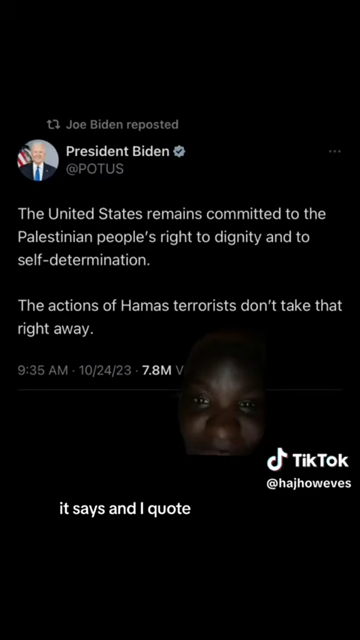 Joe Biden reposted
President Biden
@POTUS
The United States remains committed to the
Palestinian people's right to dignity and to
self-determination.
The actions of Hamas terrorists don't take that
right away.
9:35 AM · 10/24/23 · 7.8M V
TikTok
@hajhoweves
it says and I quote